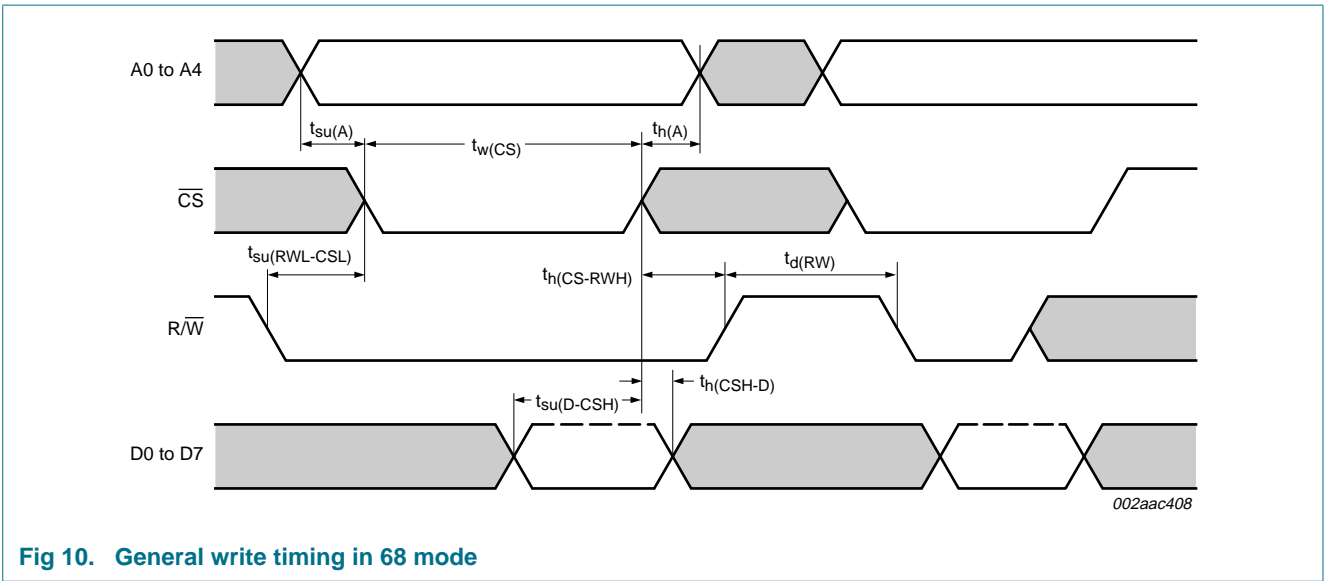 A0 to A4
tsu(A)
tw(CS)
th(A)
C̅S̅
tsu(RWL-CSL)
th(CS-RWH)
td(RW)
R/W̅
th(CSH-D)
tsu(D-CSH)
D0 to D7
002aac408
Fig 10. General write timing in 68 mode